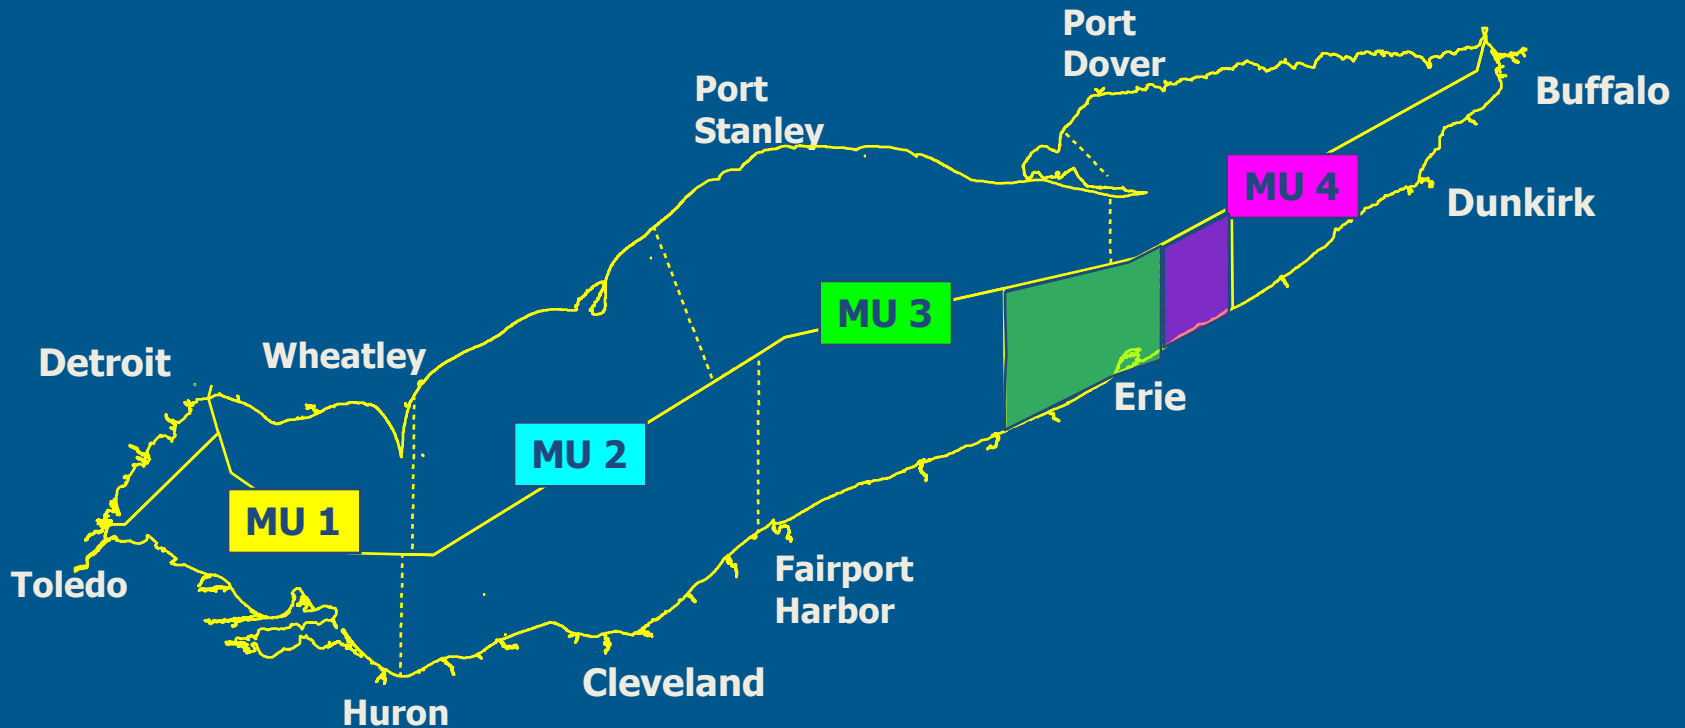 Port
Dover
Port
Stanley
Buffalo
MU 4
Dunkirk
MU 3
Detroit
Wheatley
Erie
MU 2
MU 1
Toledo
Fairport
Harbor
Cleveland
Huron